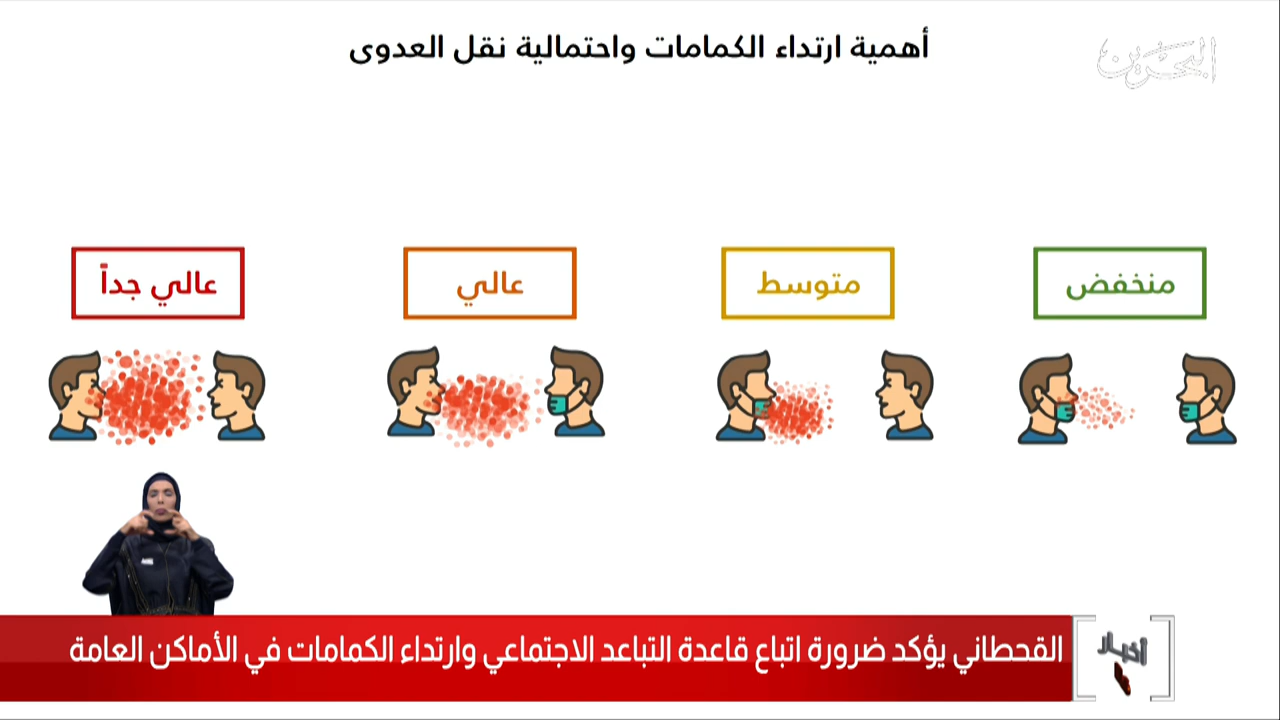 أهمية ارتداء الكمامات واحتمالية نقل العدوى
البحرين
منخفض
متوسط
عالي
عالي جداً
أخبار
القحطاني يؤكد ضرورة اتباع قاعدة التباعد الاجتماعي وارتداء الكمامات في الأماكن العامة